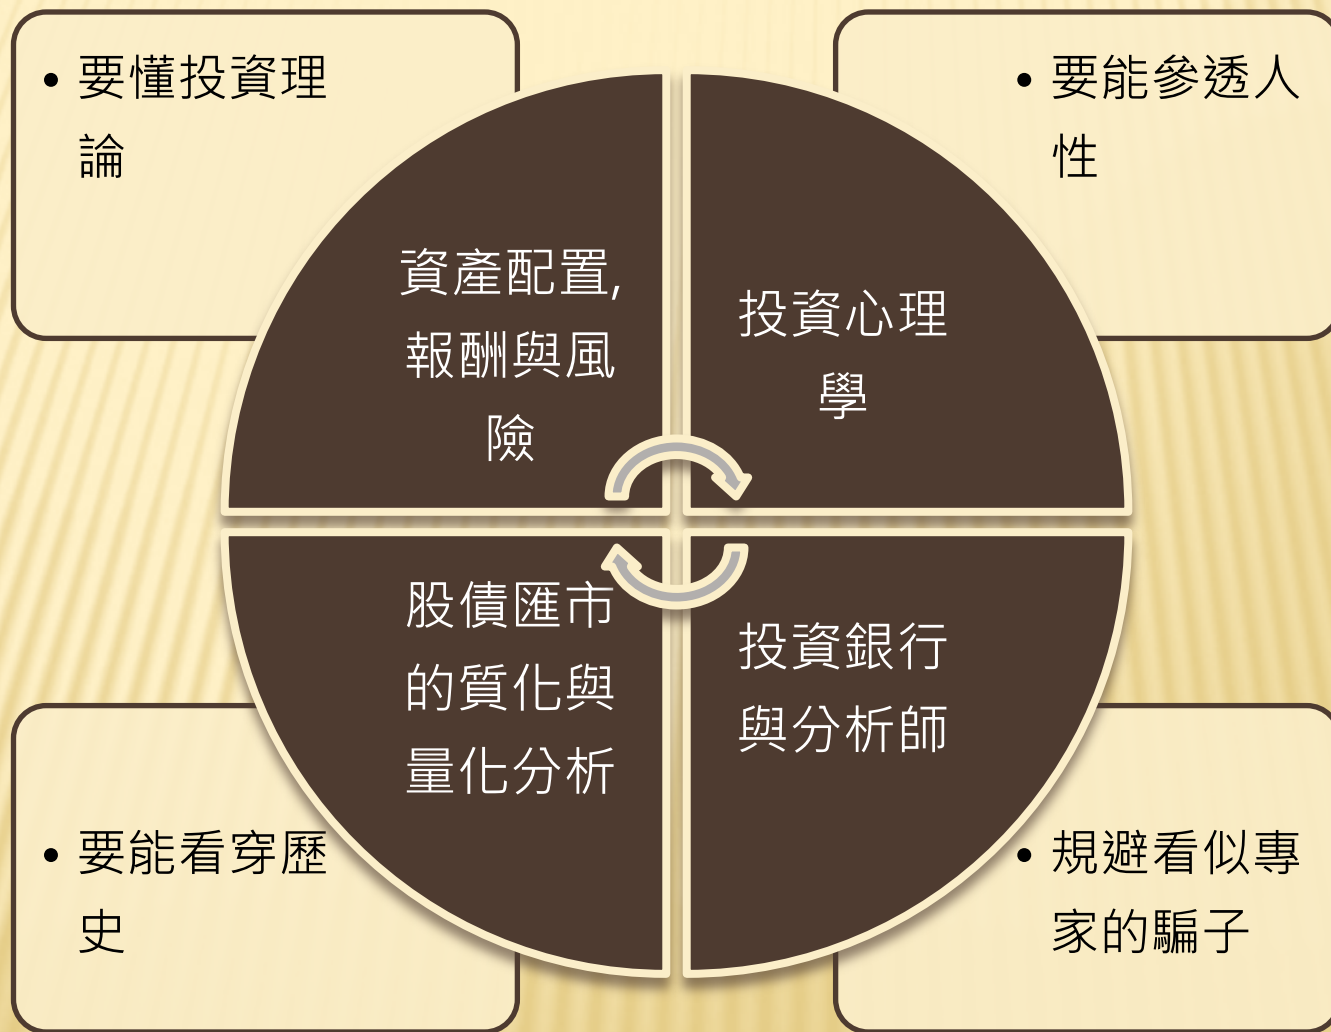 • 要懂投資理
論
• 要能參透人
性
資產配置,
報酬與風
險
投資心理
學
股債匯市
的質化與
量化分析
投資銀行
與分析師
• 要能看穿歷
史
• 規避看似專
家的騙子